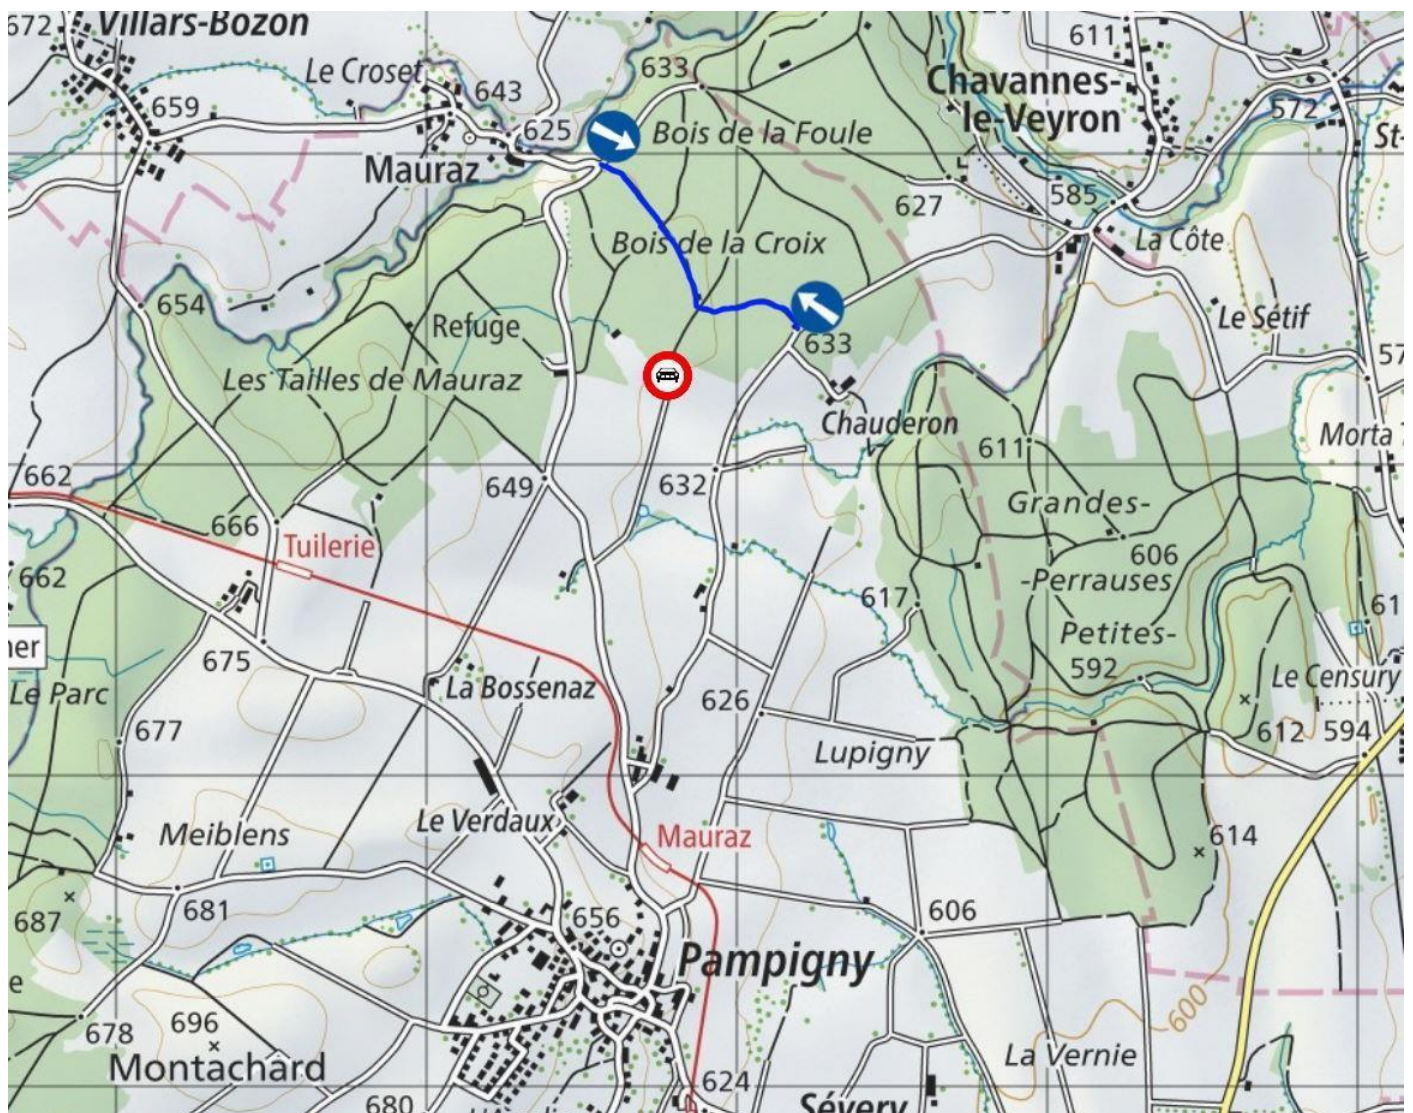 672
Villars-Bozon
611
Le Croset
633
Chavannes-
le-Veyron
643
659
625
Bois de la Foule
572
St-
Mauraz
585
627
Bois de la Croix
La Côte
654
Refuge
633
Le Sétif
57
Les Tailles de Mauraz
Chauderon
611
Morta
662
649
632
Grandes-
666
Tuilerie
606
662
-Perrauses
617
61
ner
675
Petites-
592
Le Parc
La Bossenaz
626
Le Censury
677
Lupigny
612
594
Meiblens
Le Verdaux
Mauraz
614
687
681
656
606
Pampigny
e
678
696
600
Montachård
La Vernie
624
680
Sévery